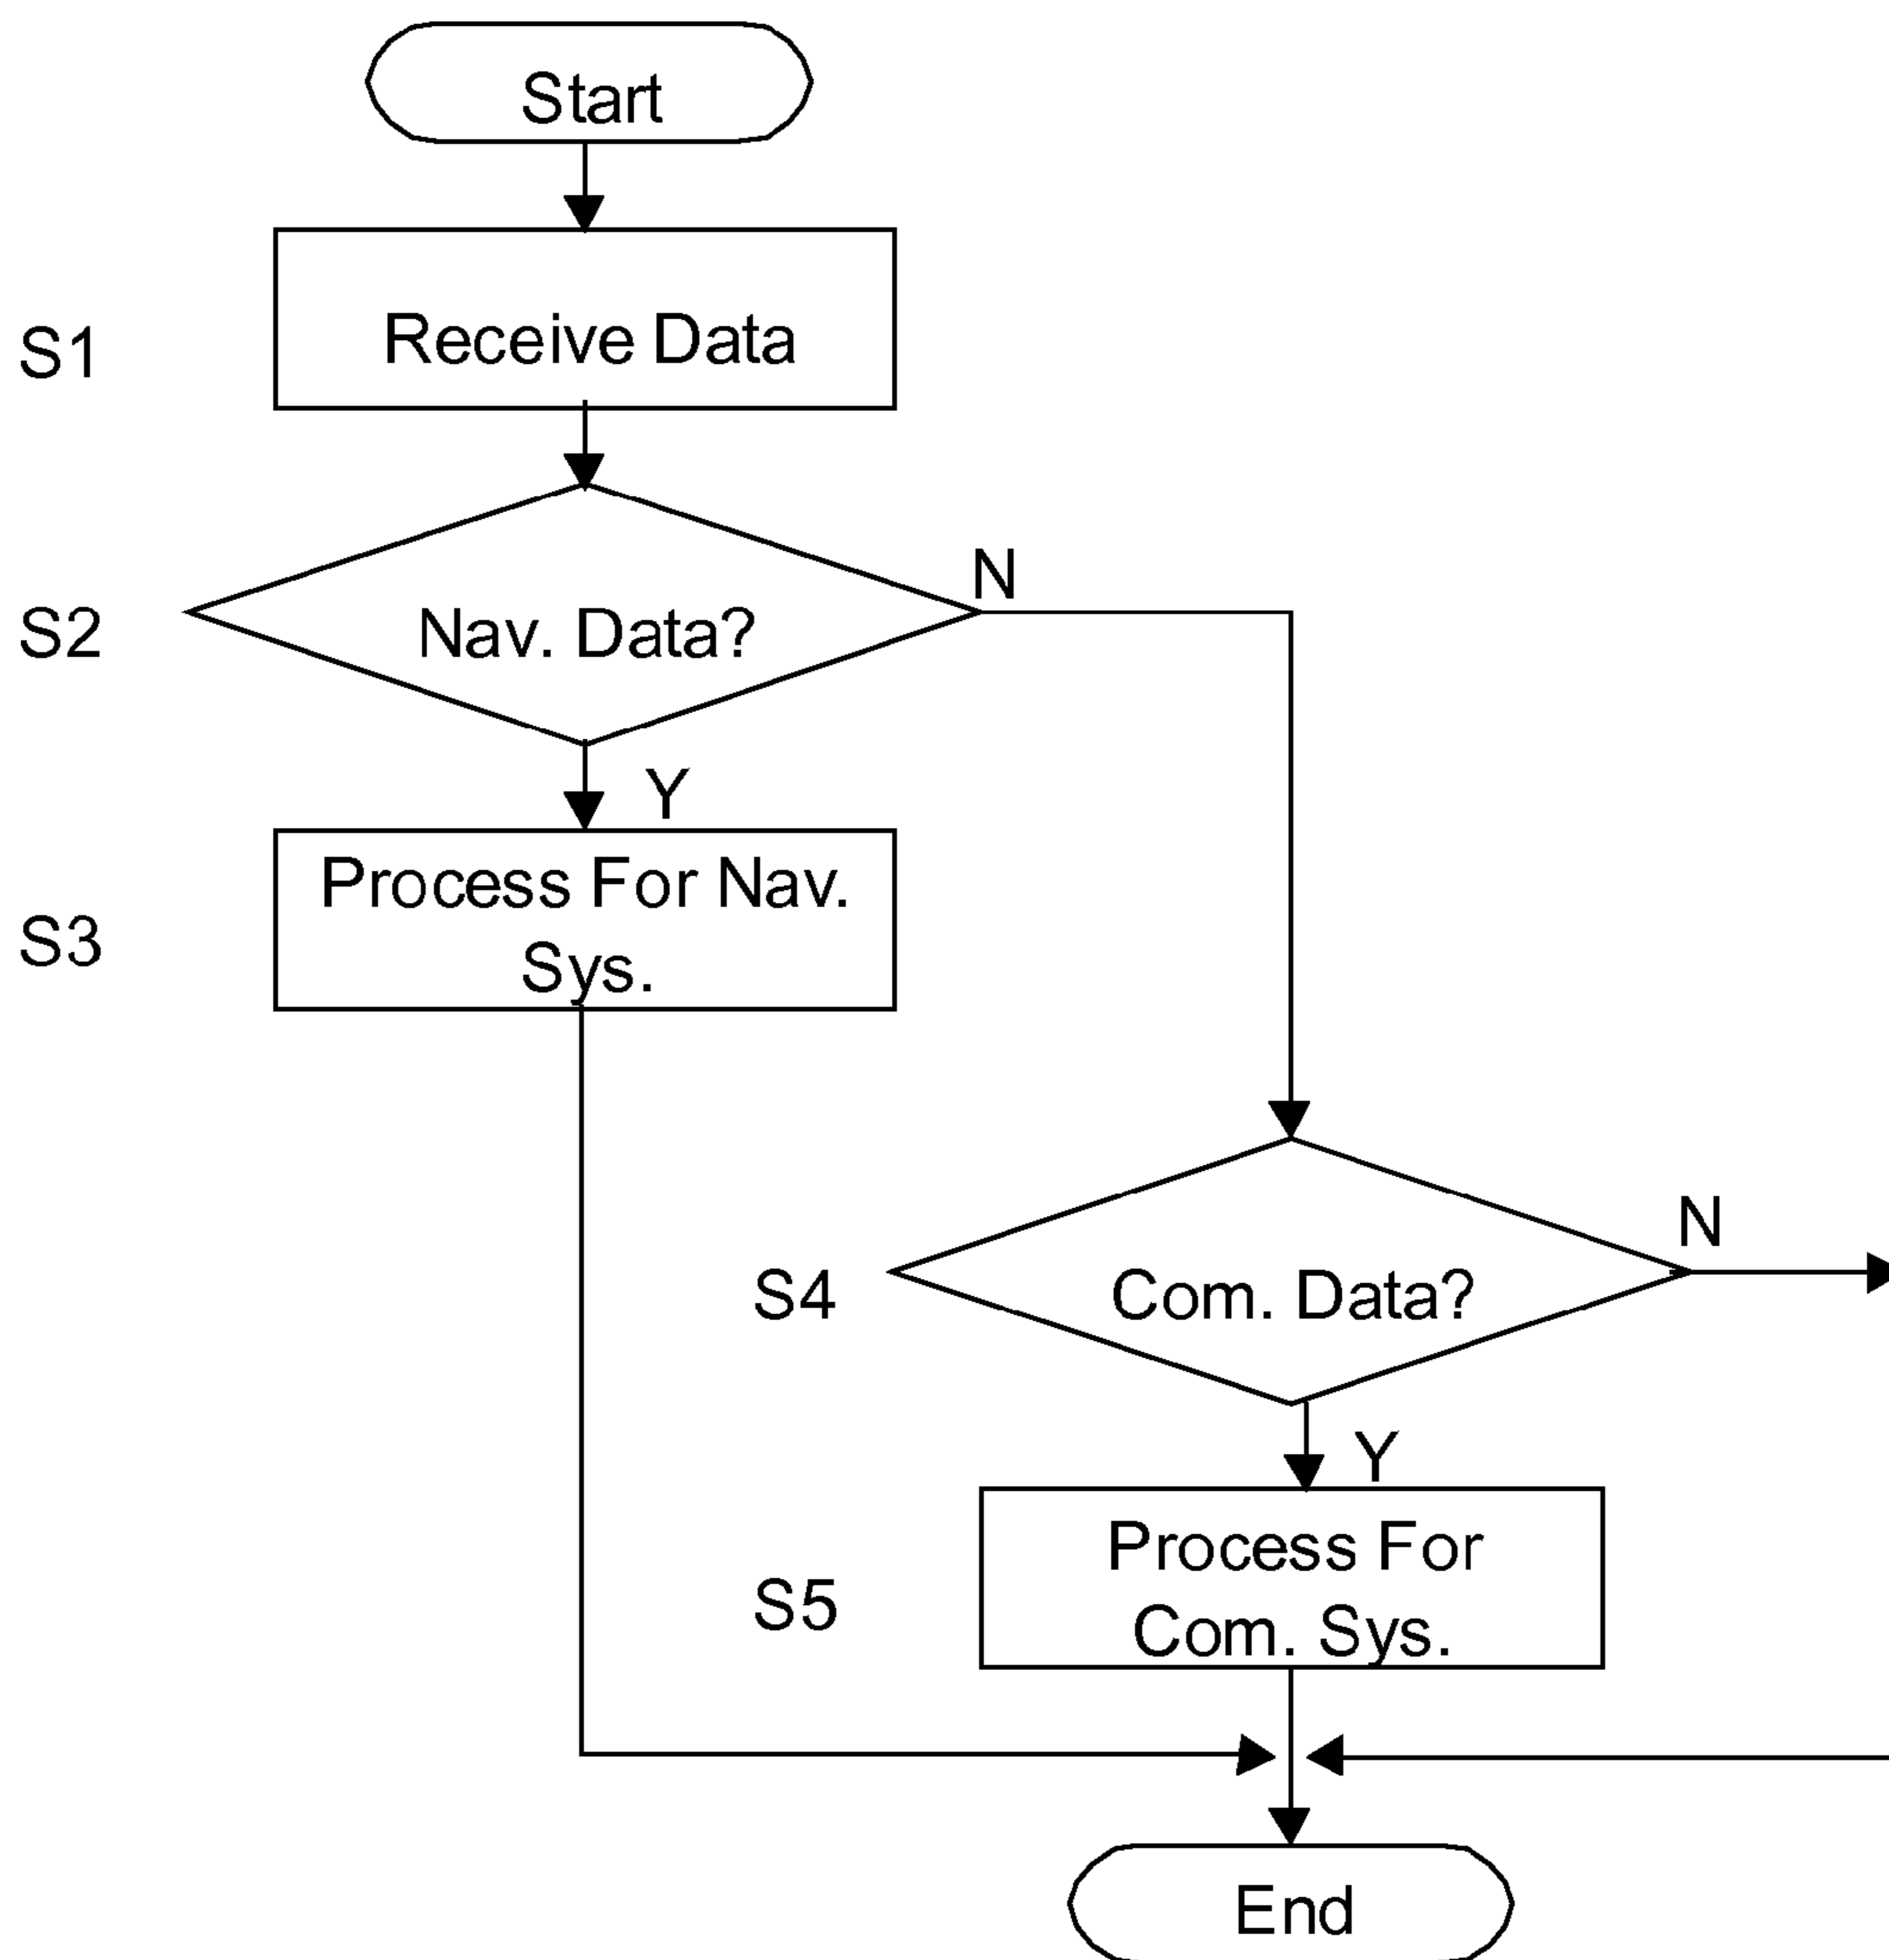 Start
S1
Receive Data
S2
Nav. Data?
N
Y
S3
Process For Nav.
Sys.
S4
Com. Data?
N
Y
S5
Process For
Com. Sys.
End